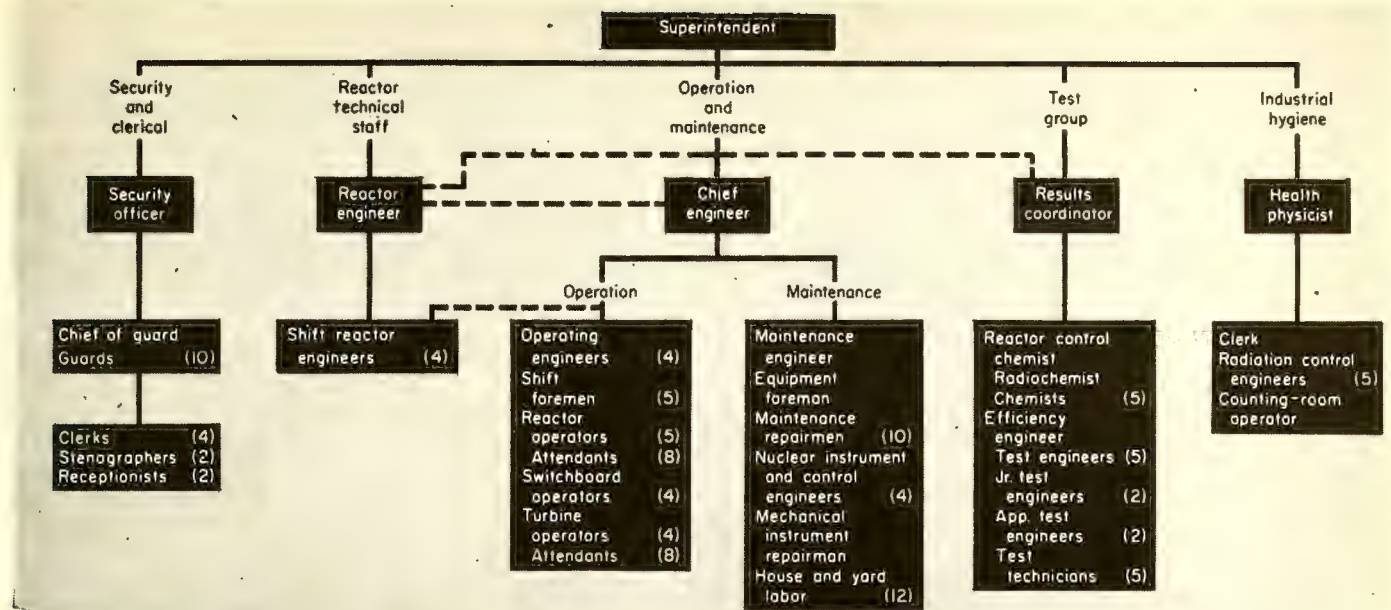 Superintendent
Security
and
clerical
Reactor
technical
staff
Operation
and
maintenance
Test
group
Industrial
hygiene
Security
officer
Reactor
engineer
Chief
engineer
Results
coordinator
Health
physicist
Operation
Maintenance
Chief of guard
Guards (10)
Clerks (4)
Stenographers (2)
Receptionists (2)
Shift reactor
engineers (4)
Operating
engineers (4)
Shift
foremen (5)
Reactor
operators (5)
Attendants (8)
Switchboard
operators (4)
Turbine
operators (4)
Attendants (8)
Maintenance
engineer
Equipment
foreman
Maintenance
repairmen (10)
Nuclear instrument
and control
engineers (4)
Mechanical
instrument
repairman
House and yard
labor (12)
Reactor control
chemist
Radiochemist
Chemists (5)
Efficiency
engineer
Test engineers (5)
Jr. test
engineers (2)
App. test
engineers (2)
Test
technicians (5)
Clerk
Radiation control
engineers (5)
Counting-room
operator